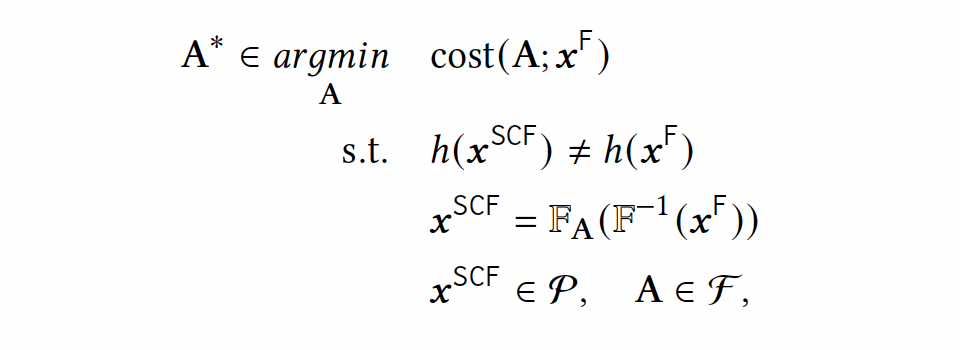 A* ∈ argmin cost(A; x^F)
A
s.t. h(x^SCF) ≠ h(x^F)
x^SCF = 𝔽_A(𝔽^−1(x^F))
x^SCF ∈ 𝒫, A ∈ ℱ,